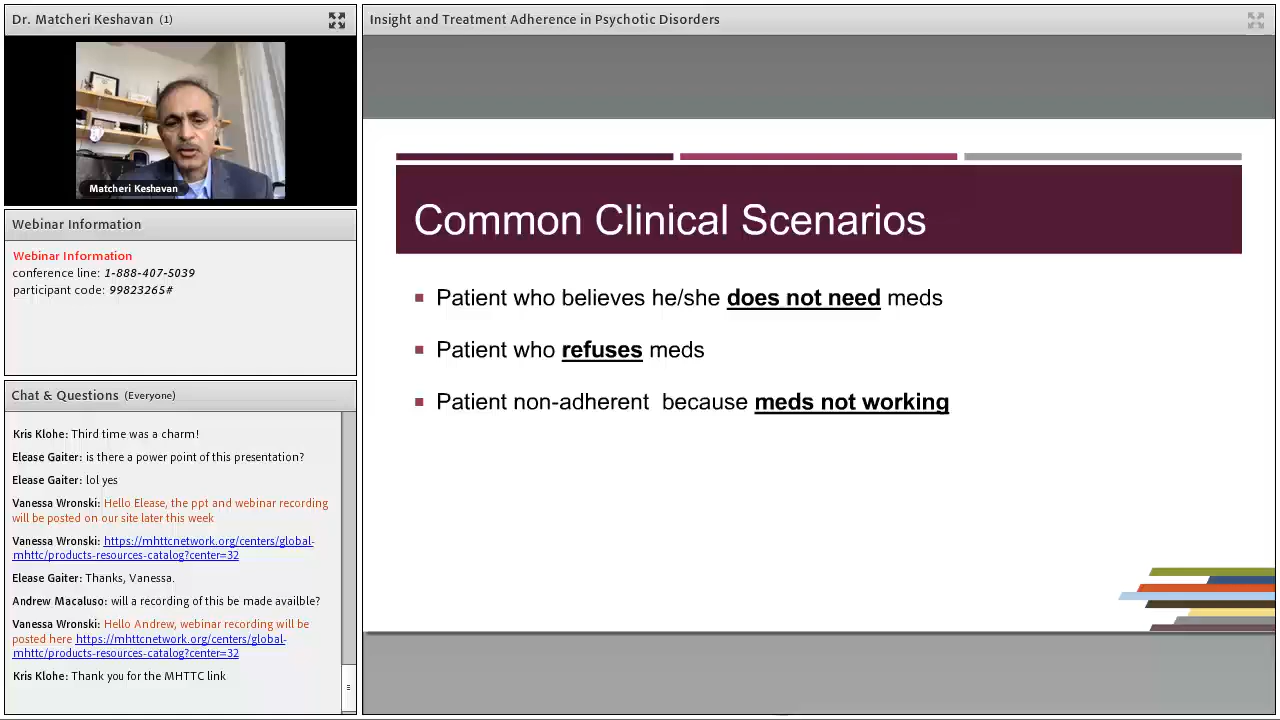 Dr. Matcheri Keshavan (1)
Matcheri Keshavan
Webinar Information
Webinar Information
conference line: 1-888-407-5039
participant code: 99823265#
Chat & Questions (Everyone)
Kris Klohe: Third time was a charm!
Elease Gaiter: is there a power point of this presentation?
Elease Gaiter: lol yes
Vanessa Wronski: Hello Elease, the ppt and webinar recording
will be posted on our site later this week
Vanessa Wronski: https://mhttcnetwork.org/centers/global-
mhttc/products-resources-catalog?center=32
Elease Gaiter: Thanks, Vanessa.
Andrew Macaluso: will a recording of this be made availble?
Vanessa Wronski: Hello Andrew, webinar recording will be
posted here https://mhttcnetwork.org/centers/global-
mhttc/products-resources-catalog?center=32
Kris Klohe: Thank you for the MHTTC link
Insight and Treatment Adherence in Psychotic Disorders
Common Clinical Scenarios
Patient who believes he/she does not need meds
Patient who refuses meds
Patient non-adherent because meds not working